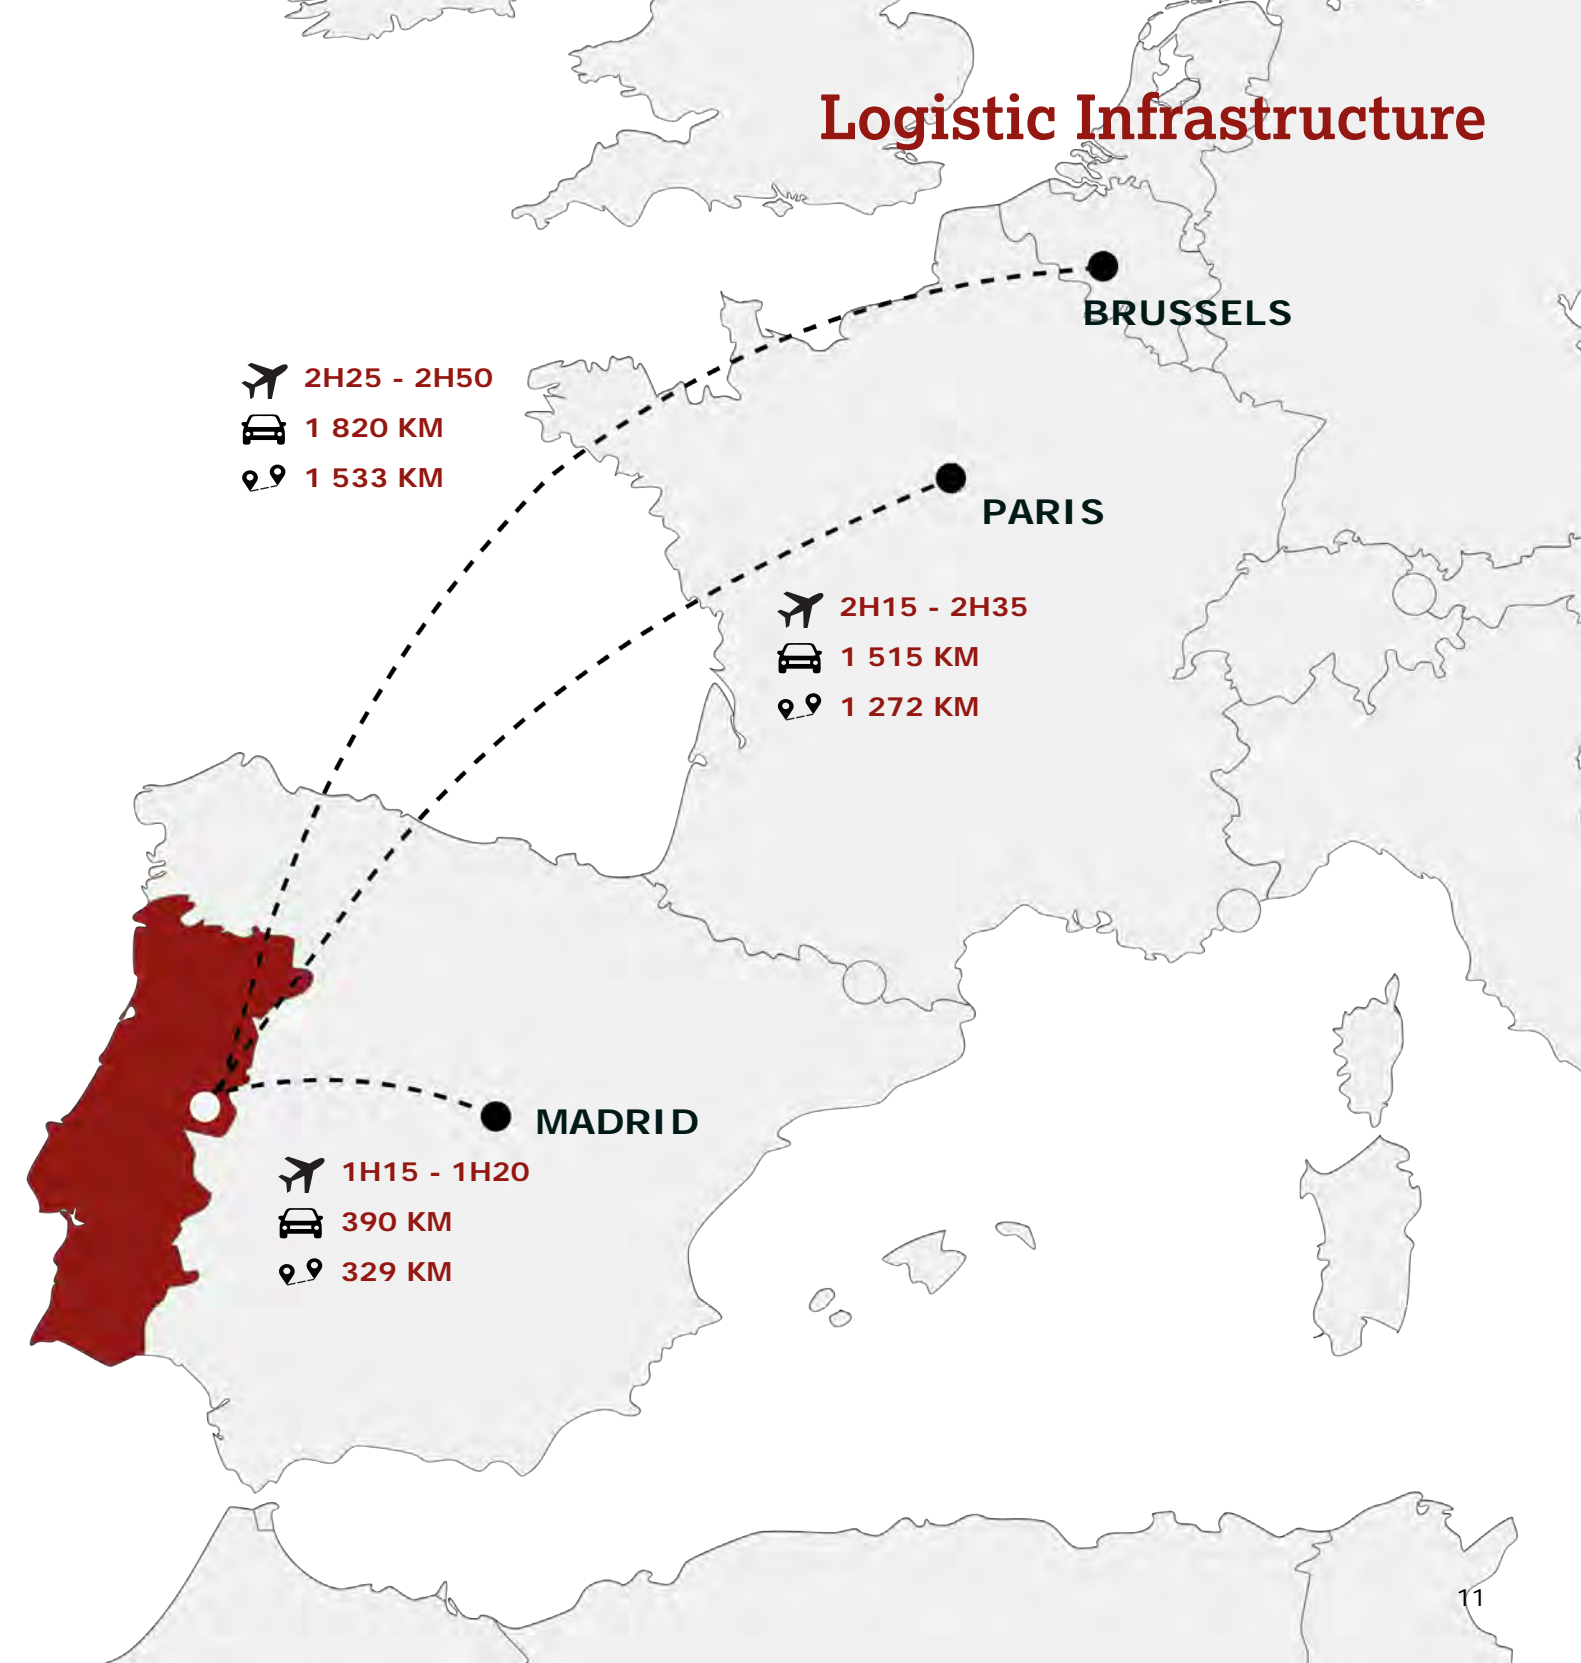 Logistic Infrastructure
BRUSSELS
2H25 - 2H50
1 820 KM
1 533 KM
PARIS
2H15 - 2H35
1 515 KM
1 272 KM
MADRID
1H15 - 1H20
390 KM
329 KM
11